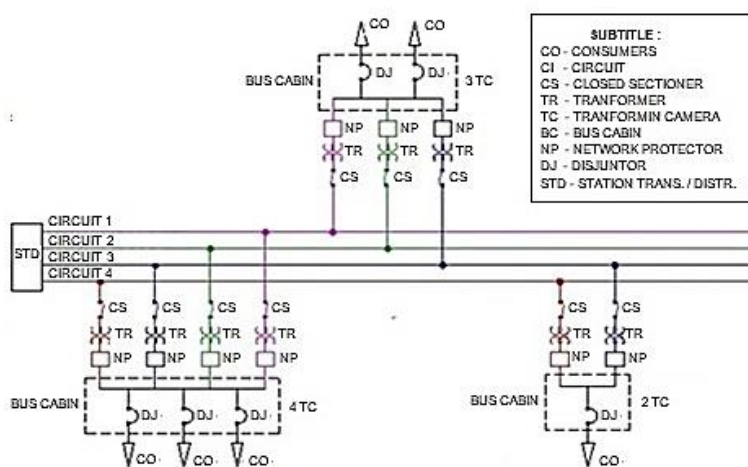 CO CO
BUS CABIN DJ DJ 3 TC
NP NP NP
TR TR TR
CS CS CS
SUBTITLE :
CO - CONSUMERS
CI - CIRCUIT
CS - CLOSED SECTIONER
TR - TRANFORMER
TC - TRANFORMIN CAMERA
BC - BUS CABIN
NP - NETWORK PROTECTOR
DJ - DISJUNTOR
STD - STATION TRANS. / DISTR.
STD
CIRCUIT 1
CIRCUIT 2
CIRCUIT 3
CIRCUIT 4
CS CS CS CS CS CS
TR TR TR TR TR TR
NP NP NP NP NP NP
BUS CABIN DJ DJ DJ 4 TC
CO CO CO
BUS CABIN DJ 2 TC
CO